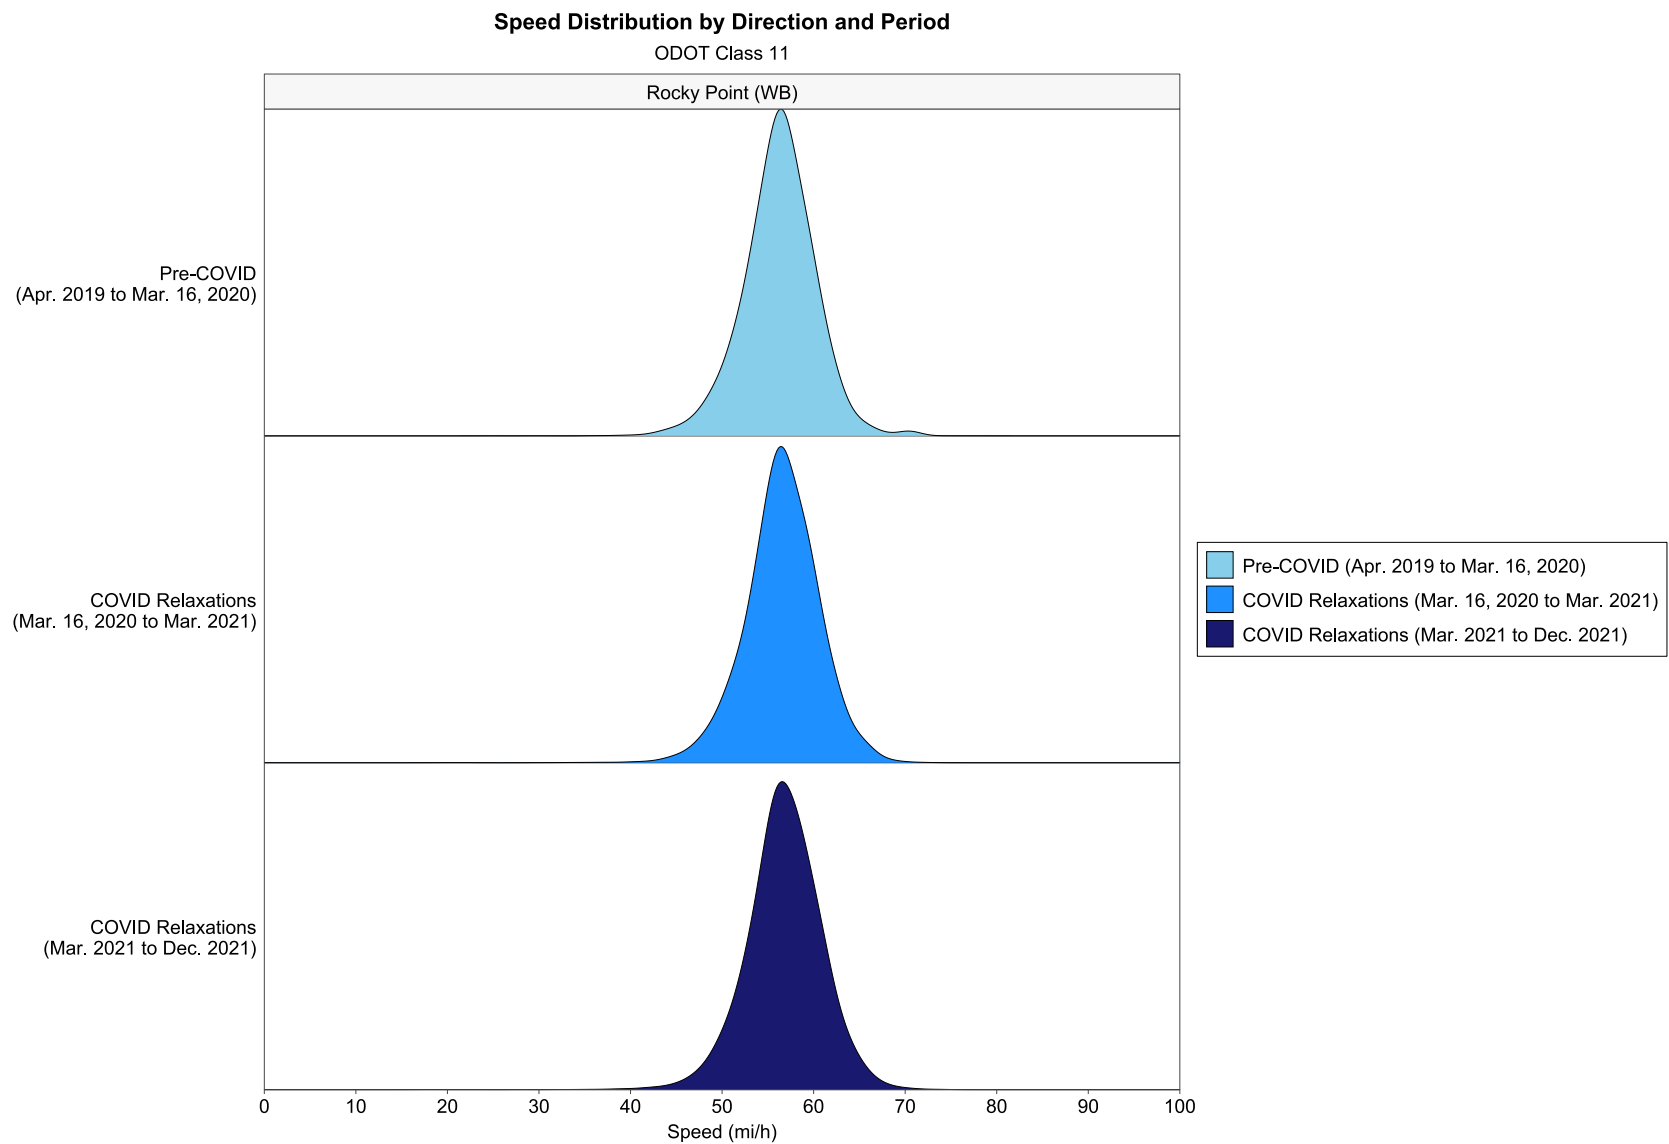 Speed Distribution by Direction and Period
ODOT Class 11
Rocky Point (WB)
Pre-COVID
(Apr. 2019 to Mar. 16, 2020)
COVID Relaxations
(Mar. 16, 2020 to Mar. 2021)
COVID Relaxations
(Mar. 2021 to Dec. 2021)
Pre-COVID (Apr. 2019 to Mar. 16, 2020)
COVID Relaxations (Mar. 16, 2020 to Mar. 2021)
COVID Relaxations (Mar. 2021 to Dec. 2021)
0 10 20 30 40 50 60 70 80 90 100
Speed (mi/h)